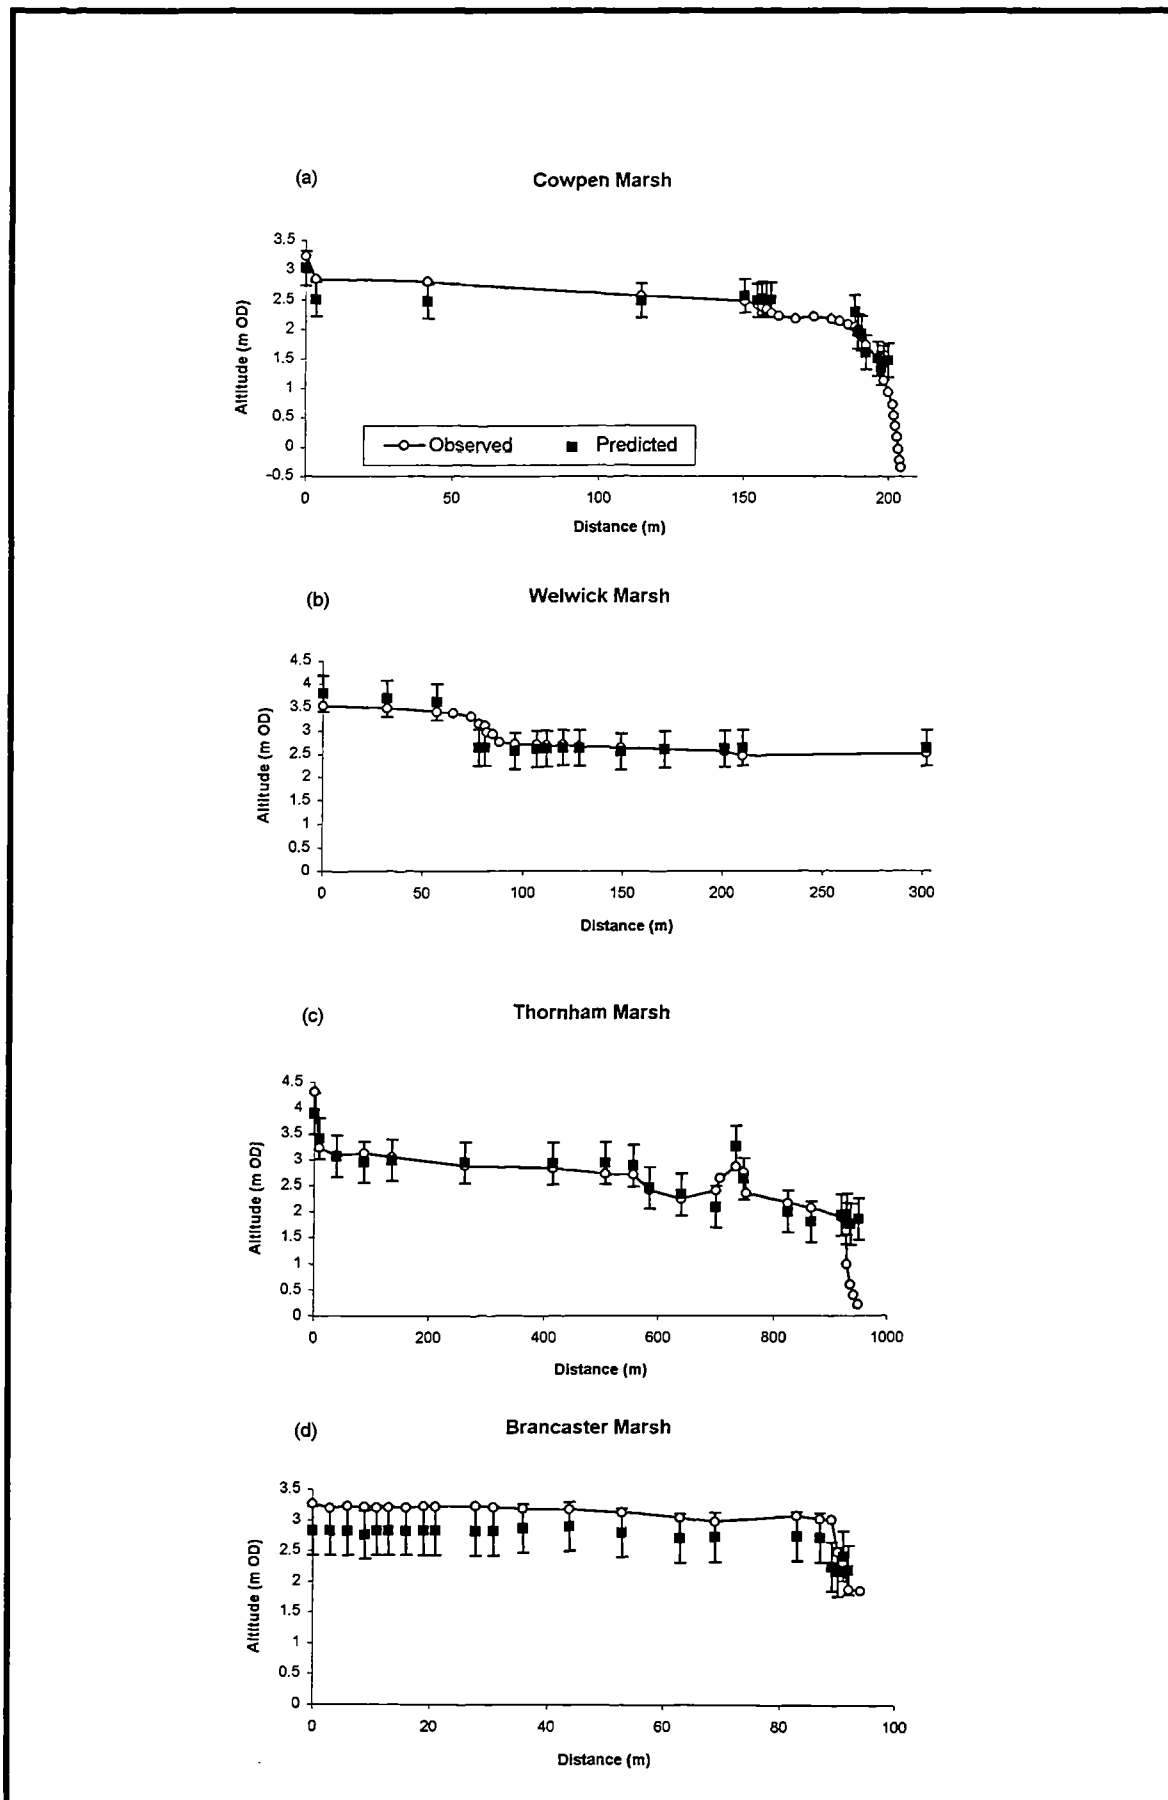 (a) Cowpen Marsh
3.5
3
2.5
2
1.5
1
0.5
0
-0.5
Altitude (m OD)
Observed Predicted
0 50 100 150 200
Distance (m)
(b) Welwick Marsh
4.5
4
3.5
3
2.5
2
1.5
1
0.5
0
Altitude (m OD)
0 50 100 150 200 250 300
Distance (m)
(c) Thornham Marsh
4.5
4
3.5
3
2.5
2
1.5
1
0.5
0
Altitude (m OD)
0 200 400 600 800 1000
Distance (m)
(d) Brancaster Marsh
3.5
3
2.5
2
1.5
1
0.5
0
Altitude (m OD)
0 20 40 60 80 100
Distance (m)